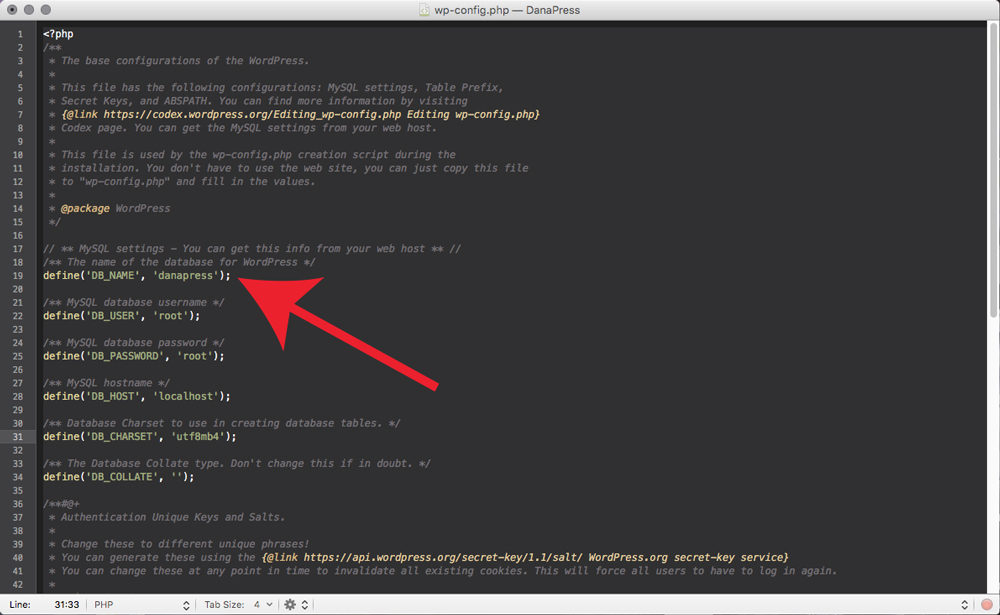 wp-config.php — DanaPress
1 <?php
2 /**
3  * The base configurations of the WordPress.
4  *
5  * This file has the following configurations: MySQL settings, Table Prefix,
6  * Secret Keys, and ABSPATH. You can find more information by visiting
7  * {@link https://codex.wordpress.org/Editing_wp-config.php Editing wp-config.php}
8  * Codex page. You can get the MySQL settings from your web host.
9  *
10  * This file is used by the wp-config.php creation script during the
11  * installation. You don't have to use the web site, you can just copy this file
12  * to "wp-config.php" and fill in the values.
13  *
14  * @package WordPress
15  */
16
17 // ** MySQL settings - You can get this info from your web host ** //
18 /** The name of the database for WordPress */
19 define('DB_NAME', 'danapress');
20
21 /** MySQL database username */
22 define('DB_USER', 'root');
23
24 /** MySQL database password */
25 define('DB_PASSWORD', 'root');
26
27 /** MySQL hostname */
28 define('DB_HOST', 'localhost');
29
30 /** Database Charset to use in creating database tables. */
31 define('DB_CHARSET', 'utf8mb4');
32
33 /** The Database Collate type. Don't change this if in doubt. */
34 define('DB_COLLATE', '');
35
36 /**#@+
37  * Authentication Unique Keys and Salts.
38  *
39  * Change these to different unique phrases!
40  * You can generate these using the {@link https://api.wordpress.org/secret-key/1.1/salt/ WordPress.org secret-key service}
41  * You can change these at any point in time to invalidate all existing cookies. This will force all users to have to log in again.
42  *
Line: 31:33 PHP Tab Size: 4